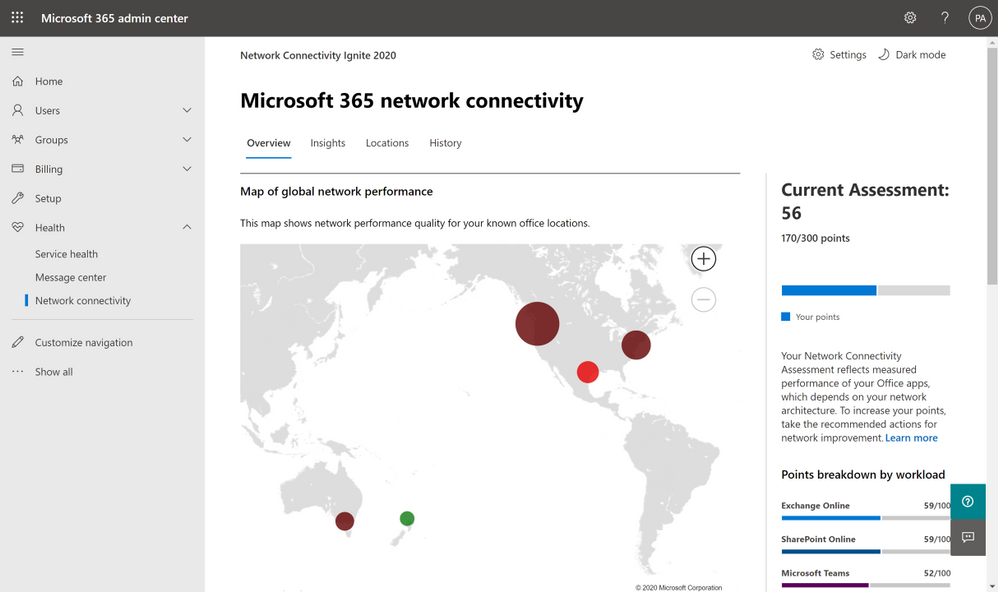 Microsoft 365 admin center
?
PA
Home
Users
Groups
Billing
Setup
Health
Service health
Message center
Network connectivity
Customize navigation
Show all
Network Connectivity Ignite 2020
Settings
Dark mode
Microsoft 365 network connectivity
Overview
Insights
Locations
History
Map of global network performance
This map shows network performance quality for your known office locations.
© 2020 Microsoft Corporation
Current Assessment:
56
170/300 points
Your points
Your Network Connectivity
Assessment reflects measured
performance of your Office apps,
which depends on your network
architecture. To increase your points,
take the recommended actions for
network improvement. Learn more
Points breakdown by workload
Exchange Online 59/100
SharePoint Online 59/100
Microsoft Teams 52/100